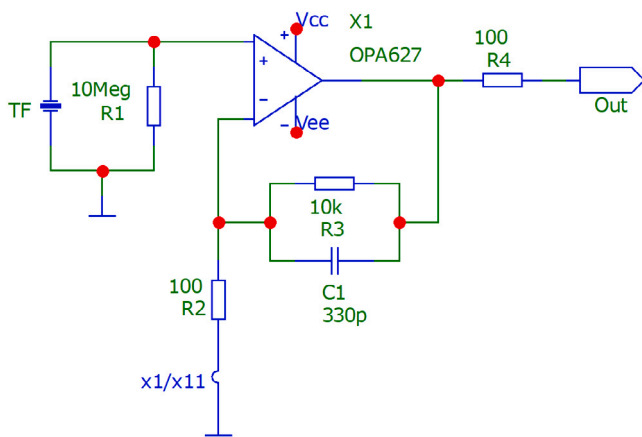 Vcc
X1
OPA627
+
+
−
−
Vee
100
R4
Out
10Meg
R1
TF
10k
R3
C1
330p
100
R2
x1/x11